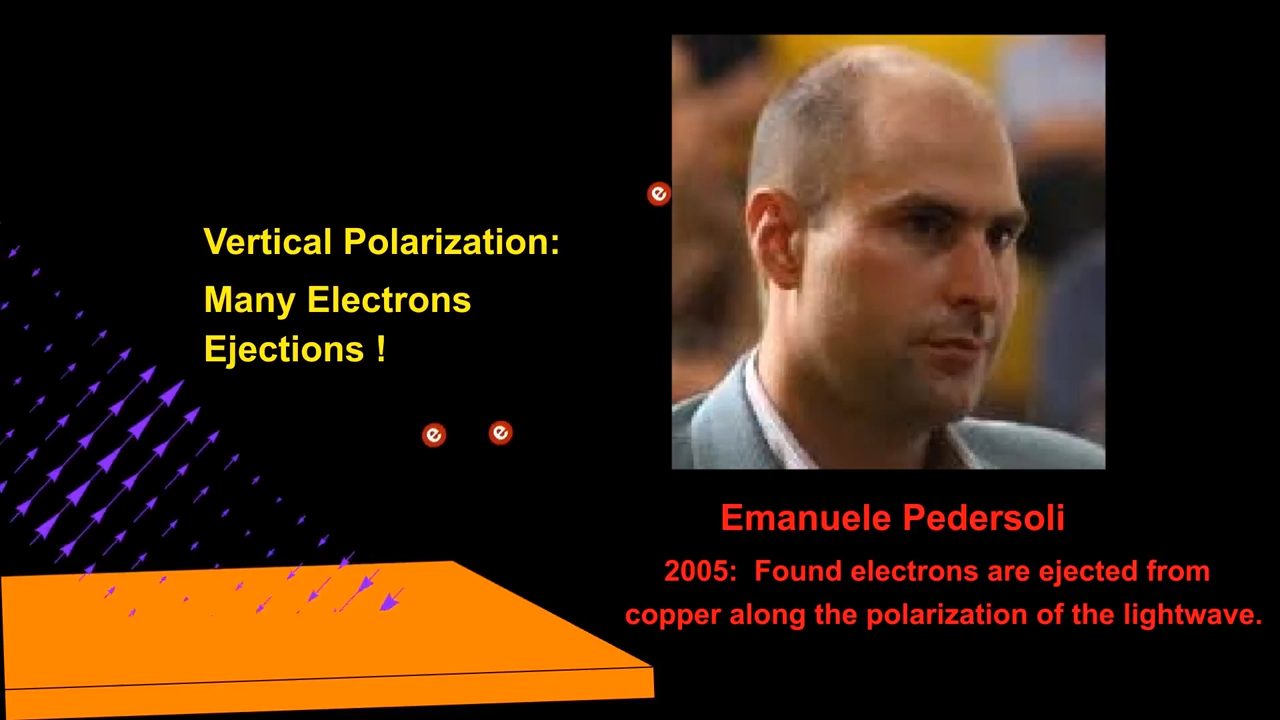 Vertical Polarization:
Many Electrons
Ejections !
e
e
e
Emanuele Pedersoli
2005: Found electrons are ejected from
copper along the polarization of the lightwave.